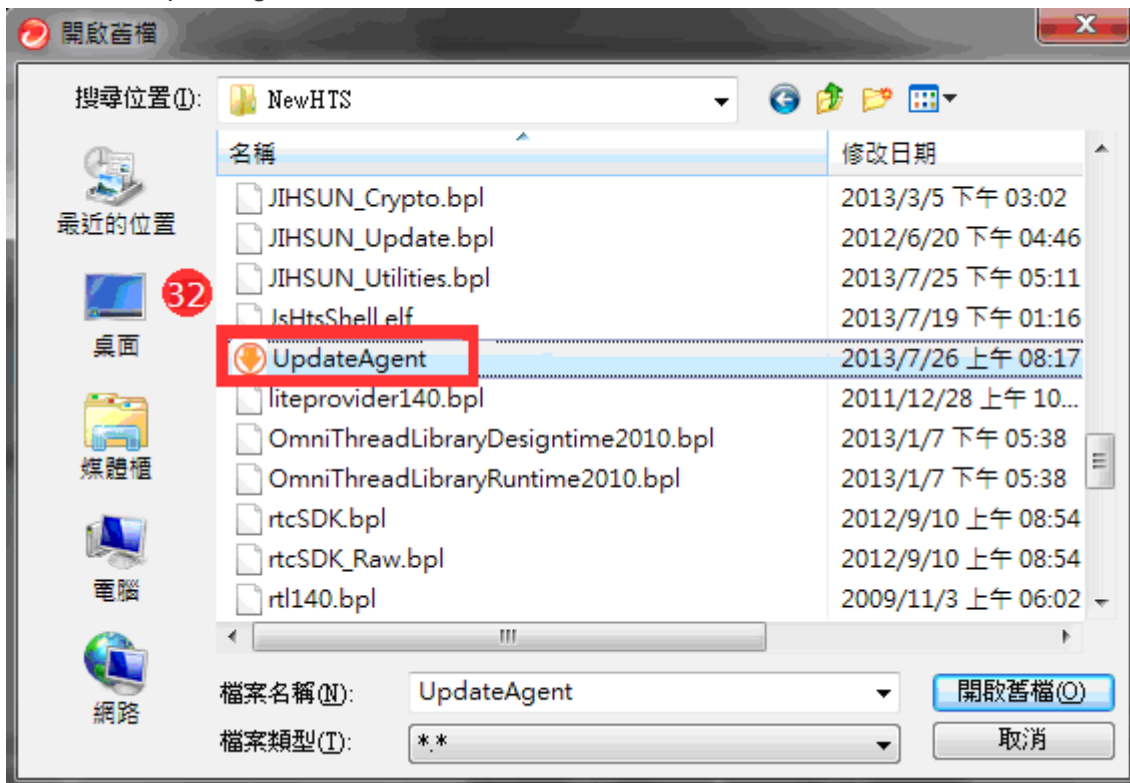 開啟舊檔
搜尋位置(I): NewHTS
名稱 修改日期
JIHSUN_Crypto.bpl 2013/3/5 下午 03:02
JIHSUN_Update.bpl 2012/6/20 下午 04:46
JIHSUN_Utilities.bpl 2013/7/25 下午 05:11
JsHtsShell.elf 2013/7/19 下午 01:16
UpdateAgent 2013/7/26 上午 08:17
liteprovider140.bpl 2011/12/28 上午 10...
OmniThreadLibraryDesigntime2010.bpl 2013/1/7 下午 05:38
OmniThreadLibraryRuntime2010.bpl 2013/1/7 下午 05:38
rtcSDK.bpl 2012/9/10 上午 08:54
rtcSDK_Raw.bpl 2012/9/10 上午 08:54
rtl140.bpl 2009/11/3 上午 06:02
最近的位置
32
桌面
媒體櫃
電腦
網路
檔案名稱(N): UpdateAgent 開啟舊檔(O)
檔案類型(T): *.* 取消